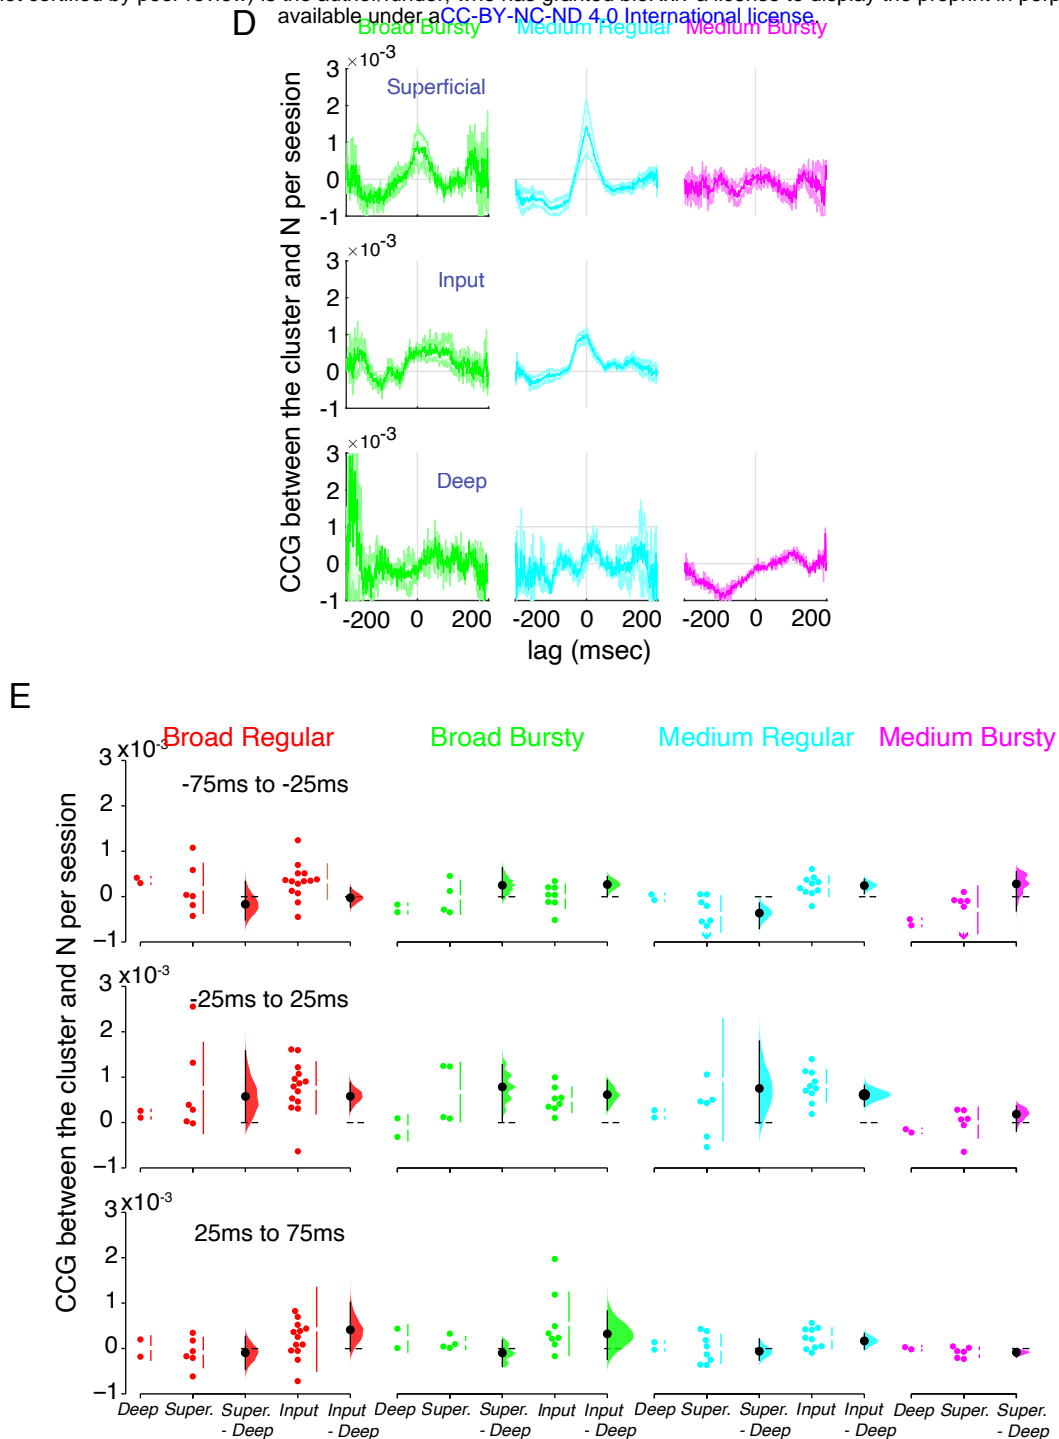 available under aCC-BY-NC-ND 4.0 International license.
D
Broad Bursty Medium Regular Medium Bursty
CCG between the cluster and N per seesion
3 ×10-3
Superficial
2
1
0
-1
3 ×10-3
Input
2
1
0
-1
3 ×10-3
Deep
2
1
0
-1
-200 0 200 -200 0 200 -200 0 200
lag (msec)
E
Broad Regular Broad Bursty Medium Regular Medium Bursty
CCG between the cluster and N per session
3 x10-3
-75ms to -25ms
2
1
0
−1
3 x10-3
-25ms to 25ms
2
1
0
−1
3 x10-3
25ms to 75ms
2
1
0
−1
Deep Super. Super. Input Input Deep Super. Super. Input Input Deep Super. Super. Input Input Deep Super. Super.
- Deep - Deep - Deep - Deep - Deep - Deep - Deep